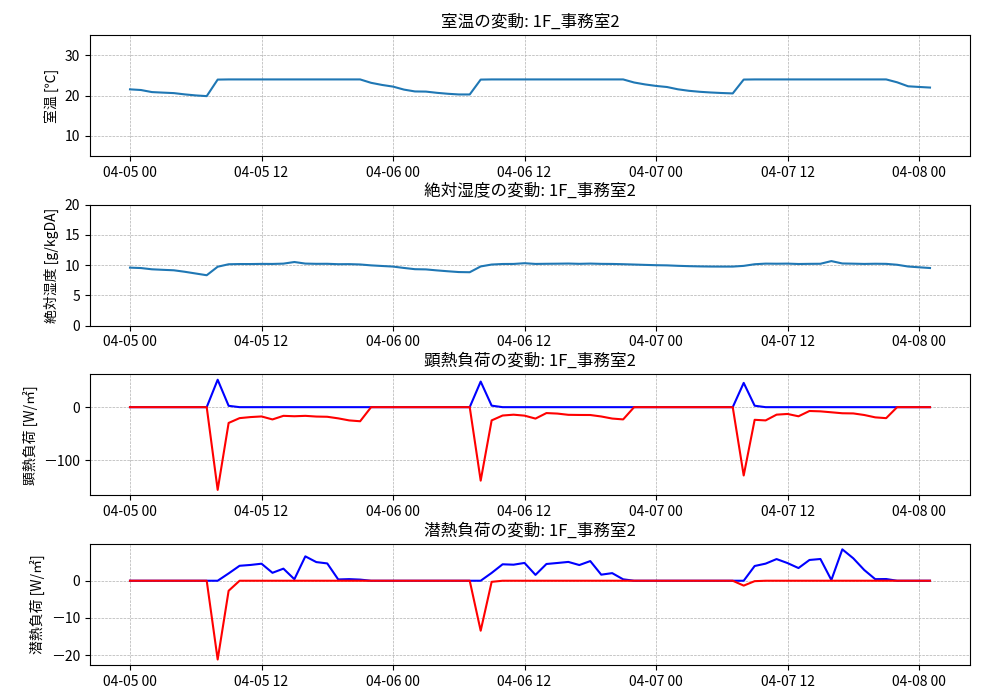 室温の変動: 1F_事務室2
室温 [℃]
30
20
10
04-05 00 04-05 12 04-06 00 04-06 12 04-07 00 04-07 12 04-08 00
絶対湿度の変動: 1F_事務室2
絶対湿度 [g/kgDA]
20
15
10
5
0
04-05 00 04-05 12 04-06 00 04-06 12 04-07 00 04-07 12 04-08 00
顕熱負荷の変動: 1F_事務室2
顕熱負荷 [W/㎡]
0
−100
04-05 00 04-05 12 04-06 00 04-06 12 04-07 00 04-07 12 04-08 00
潜熱負荷の変動: 1F_事務室2
潜熱負荷 [W/㎡]
0
−10
−20
04-05 00 04-05 12 04-06 00 04-06 12 04-07 00 04-07 12 04-08 00